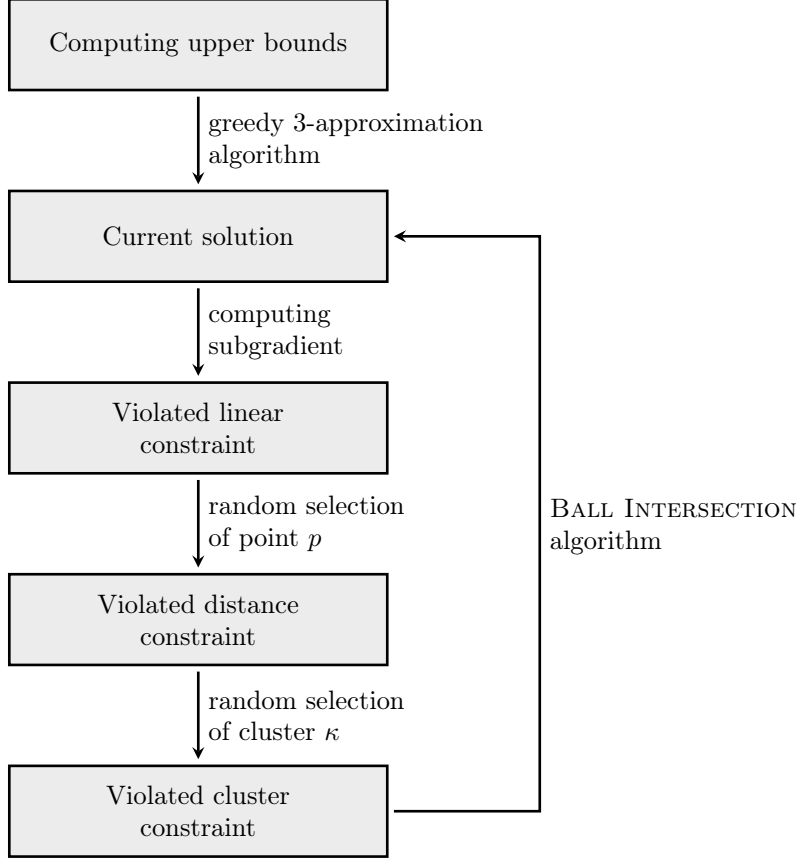 Computing upper bounds
greedy 3-approximation
algorithm
Current solution
computing
subgradient
Violated linear
constraint
random selection
of point p
BALL INTERSECTION
algorithm
Violated distance
constraint
random selection
of cluster κ
Violated cluster
constraint